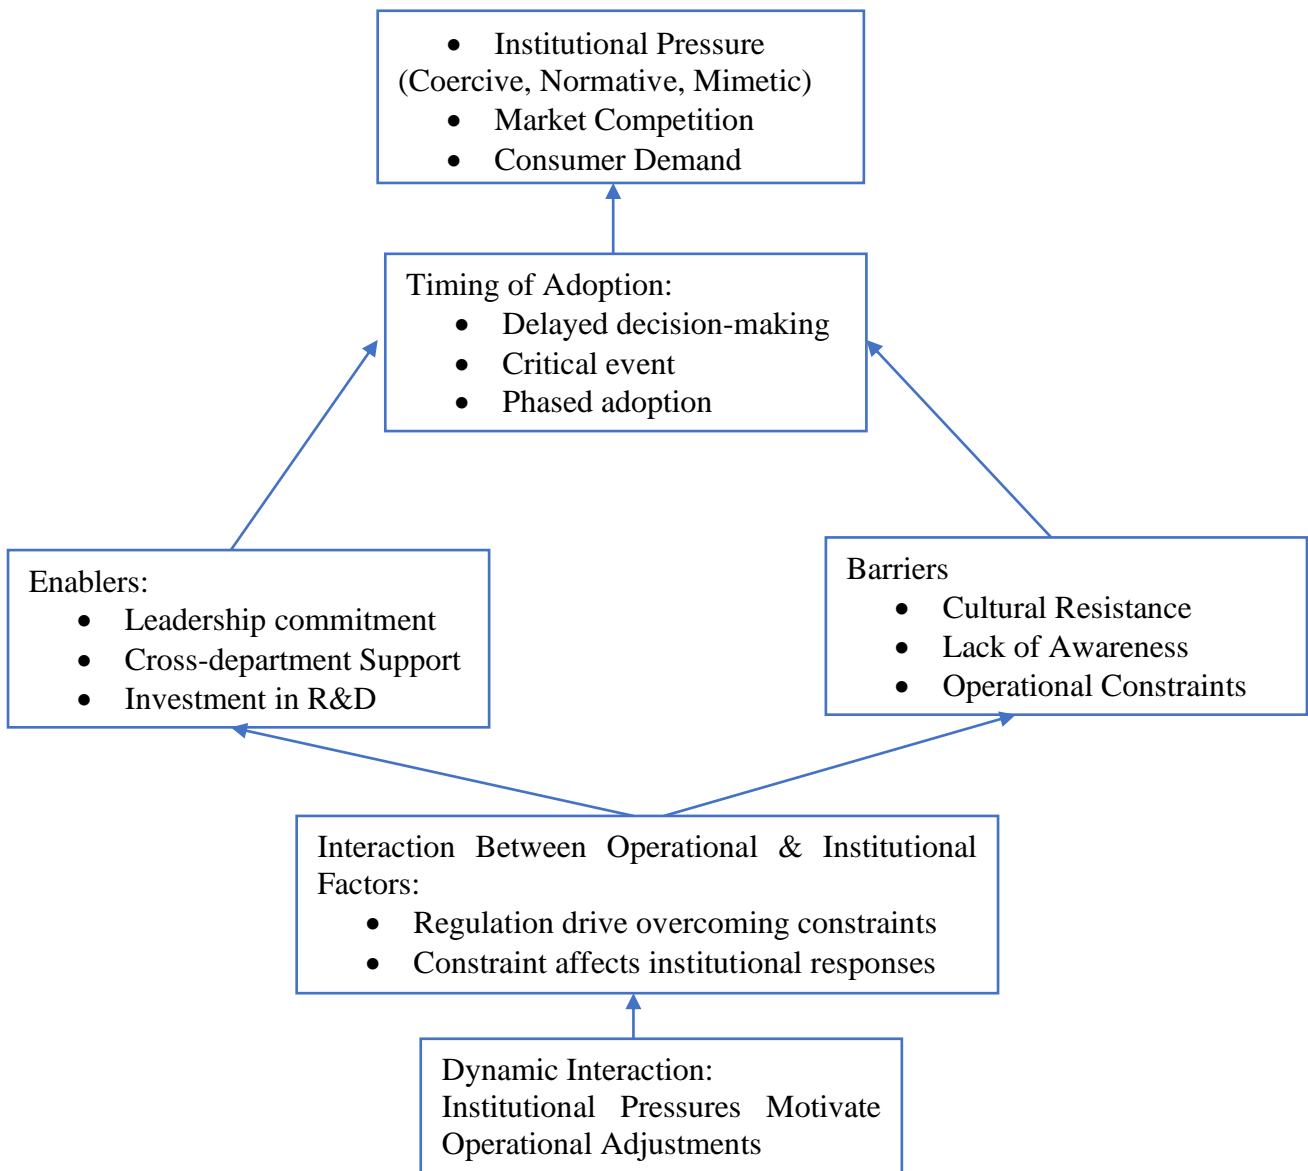 • Institutional Pressure
(Coercive, Normative, Mimetic)
• Market Competition
• Consumer Demand
Timing of Adoption:
• Delayed decision-making
• Critical event
• Phased adoption
Enablers:
• Leadership commitment
• Cross-department Support
• Investment in R&D
Barriers
• Cultural Resistance
• Lack of Awareness
• Operational Constraints
Interaction Between Operational & Institutional
Factors:
• Regulation drive overcoming constraints
• Constraint affects institutional responses
Dynamic Interaction:
Institutional Pressures Motivate
Operational Adjustments